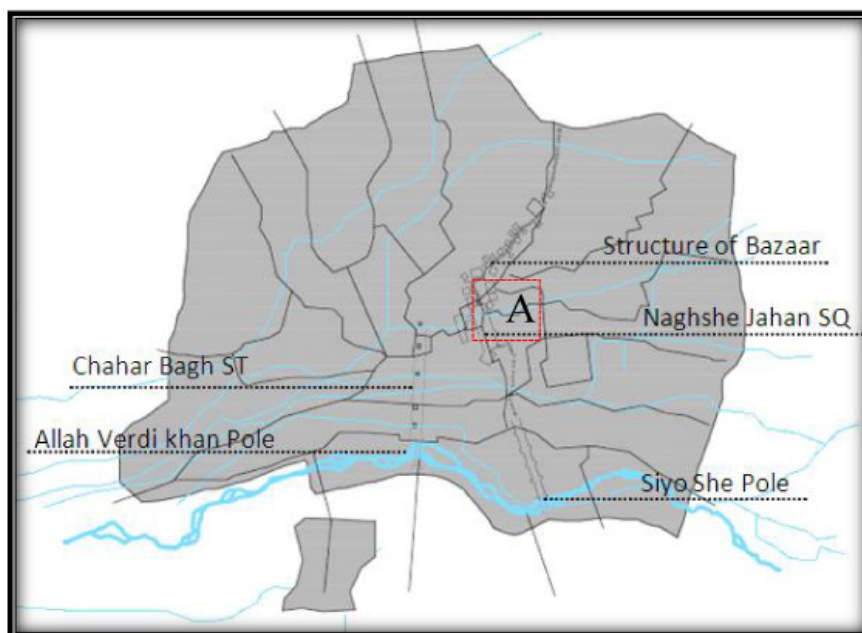 Structure of Bazaar
A
Naghshe Jahan SQ
Chahar Bagh ST
Allah Verdi khan Pole
Siyo She Pole